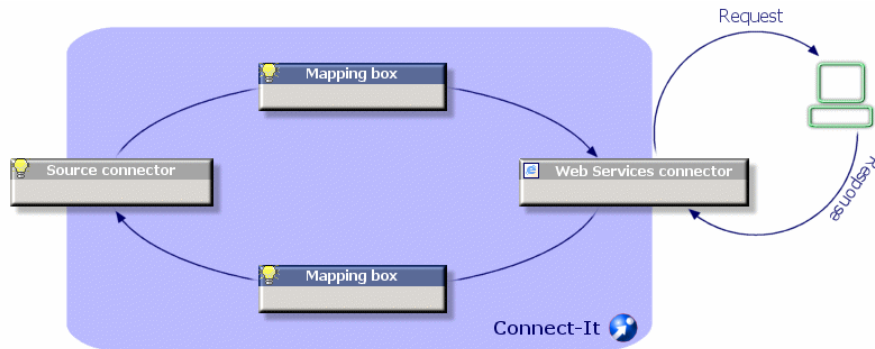 Request
Mapping box
Source connector
Web Services connector
Response
Mapping box
Connect-It